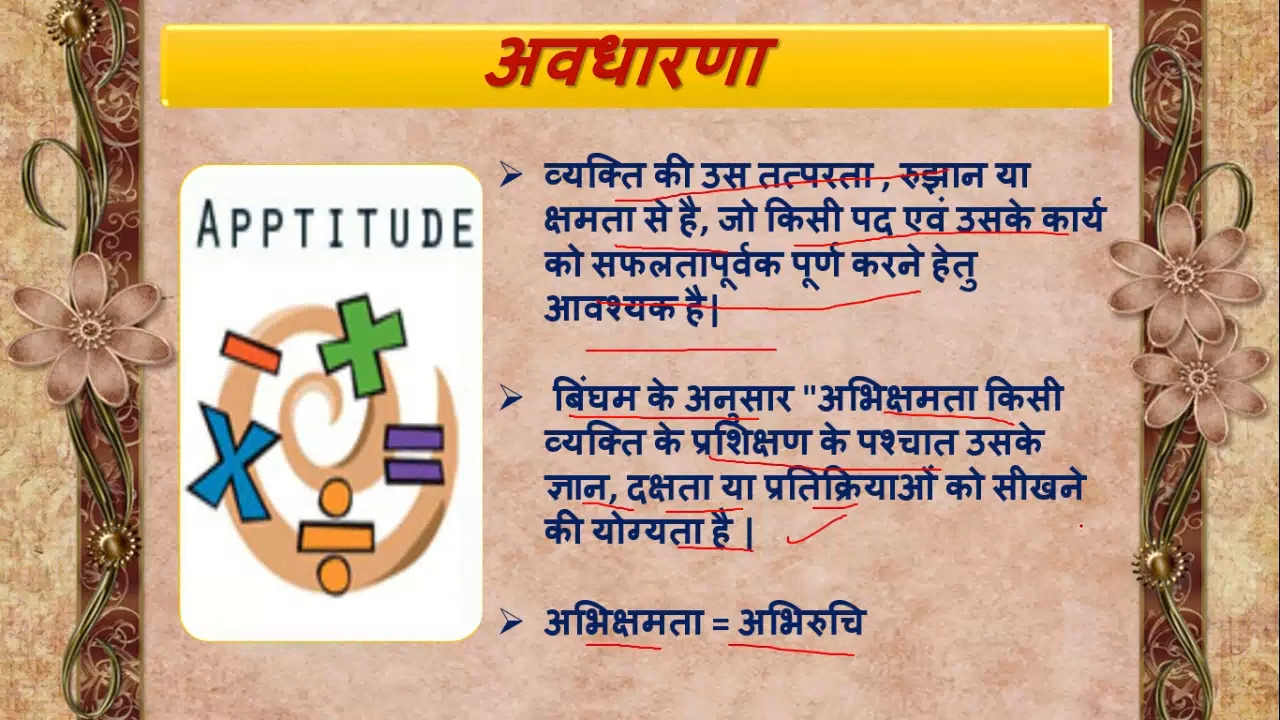 अवधारणा
APPTITUDE
व्यक्ति की उस तत्परता , रुझान या
क्षमता से है, जो किसी पद एवं उसके कार्य
को सफलतापूर्वक पूर्ण करने हेतु
आवश्यक है|
बिंघम के अनुसार "अभिक्षमता किसी
व्यक्ति के प्रशिक्षण के पश्चात उसके
ज्ञान, दक्षता या प्रतिक्रियाओं को सीखने
की योग्यता है |
अभिक्षमता = अभिरुचि